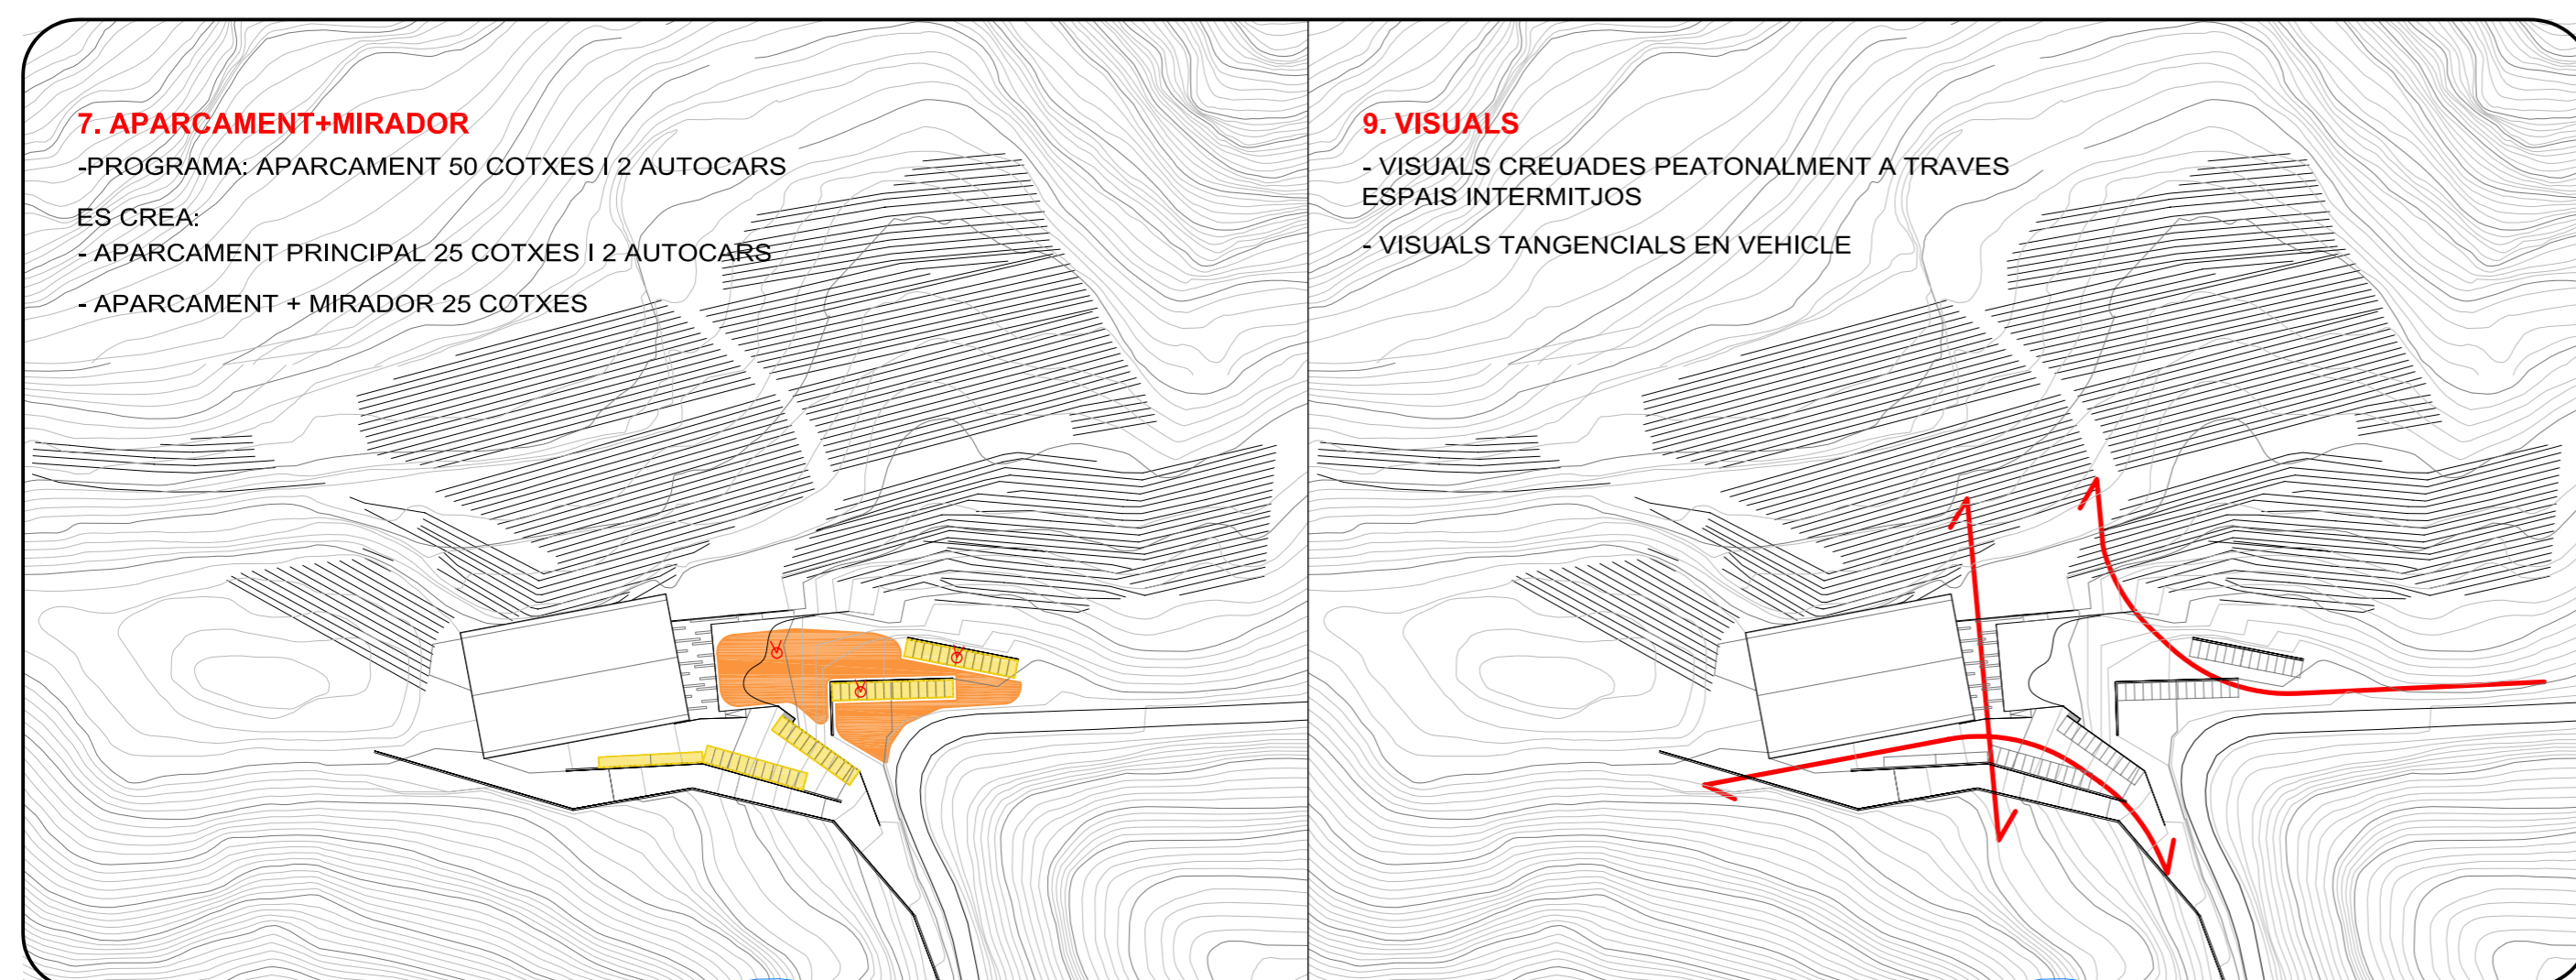 7. APARCAMENT+MIRADOR
-PROGRAMA: APARCAMENT 50 COTXES I 2 AUTOCARS
ES CREA:
- APARCAMENT PRINCIPAL 25 COTXES I 2 AUTOCARS
- APARCAMENT + MIRADOR 25 COTXES
9. VISUALS
- VISUALS CREUADES PEATONALMENT A TRAVES
ESPAIS INTERMITJOS
- VISUALS TANGENCIALS EN VEHICLE